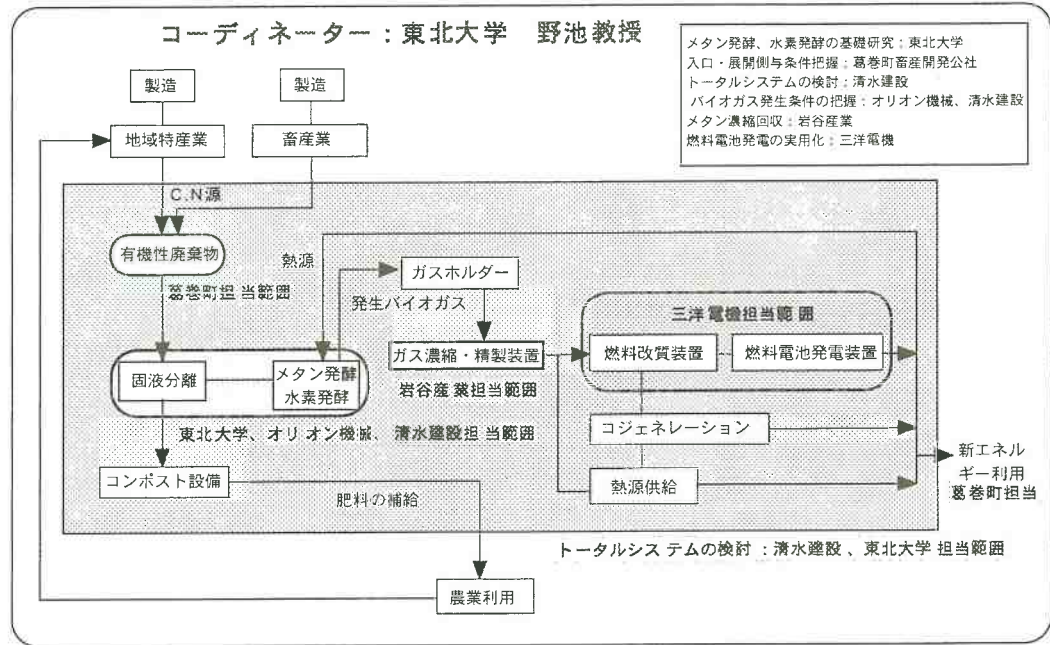 コーディネーター：東北大学　野池教授
メタン発酵、水素発酵の基礎研究：東北大学
入口・展開側与条件把握：葛巻町畜産開発公社
トータルシステムの検討：清水建設
バイオガス発生条件の把握：オリオン機械、清水建設
メタン濃縮回収：岩谷産業
燃料電池発電の実用化：三洋電機
製造
製造
地域特産業
畜産業
C.N源
有機性廃棄物
葛巻町担当範囲
熱源
発生バイオガス
ガスホルダー
ガス濃縮・精製装置
岩谷産業担当範囲
三洋電機担当範囲
燃料改質装置
燃料電池発電装置
固液分離
メタン発酵
水素発酵
東北大学、オリオン機械、清水建設担当範囲
コジェネレーション
熱源供給
新エネル
ギー利用
葛巻町担当
コンポスト設備
肥料の補給
トータルシステムの検討：清水建設、東北大学担当範囲
農業利用